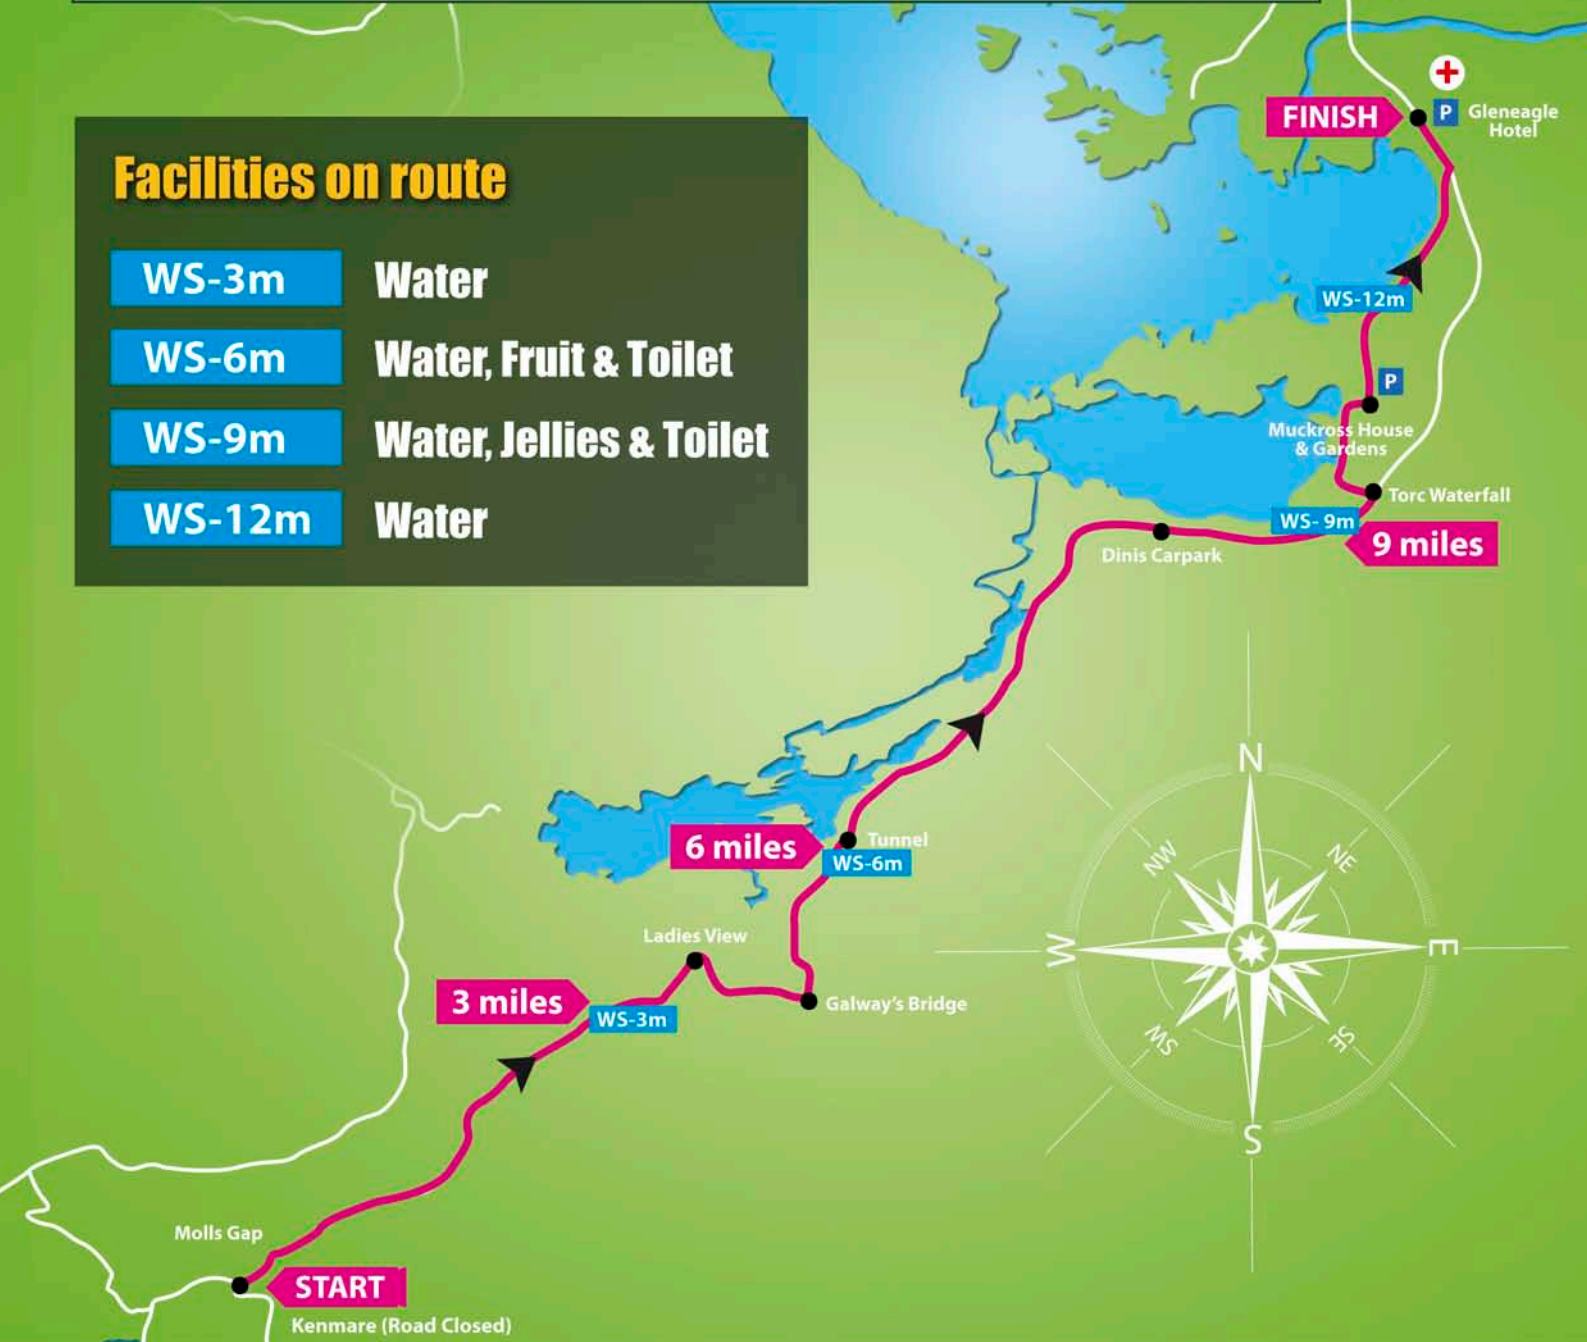 FINISH
P
Gleneagle
Hotel
Facilities on route
WS-3m
Water
WS-6m
Water, Fruit & Toilet
WS-9m
Water, Jellies & Toilet
WS-12m
Water
WS-12m
P
Muckross House
& Gardens
Torc Waterfall
WS- 9m
9 miles
Dinis Carpark
6 miles
Tunnel
WS-6m
Ladies View
3 miles
WS-3m
Galway's Bridge
N
NW
NE
W
E
SW
SE
S
Molls Gap
START
Kenmare (Road Closed)